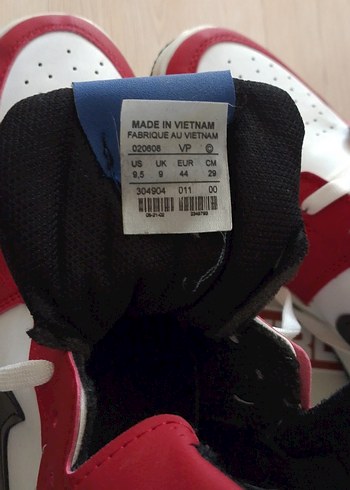 MADE IN VIETNAM
FABRIQUE AU VIETNAM
020608 VP ©
US UK EUR CM
9,5 9 44 29
304904 011 00